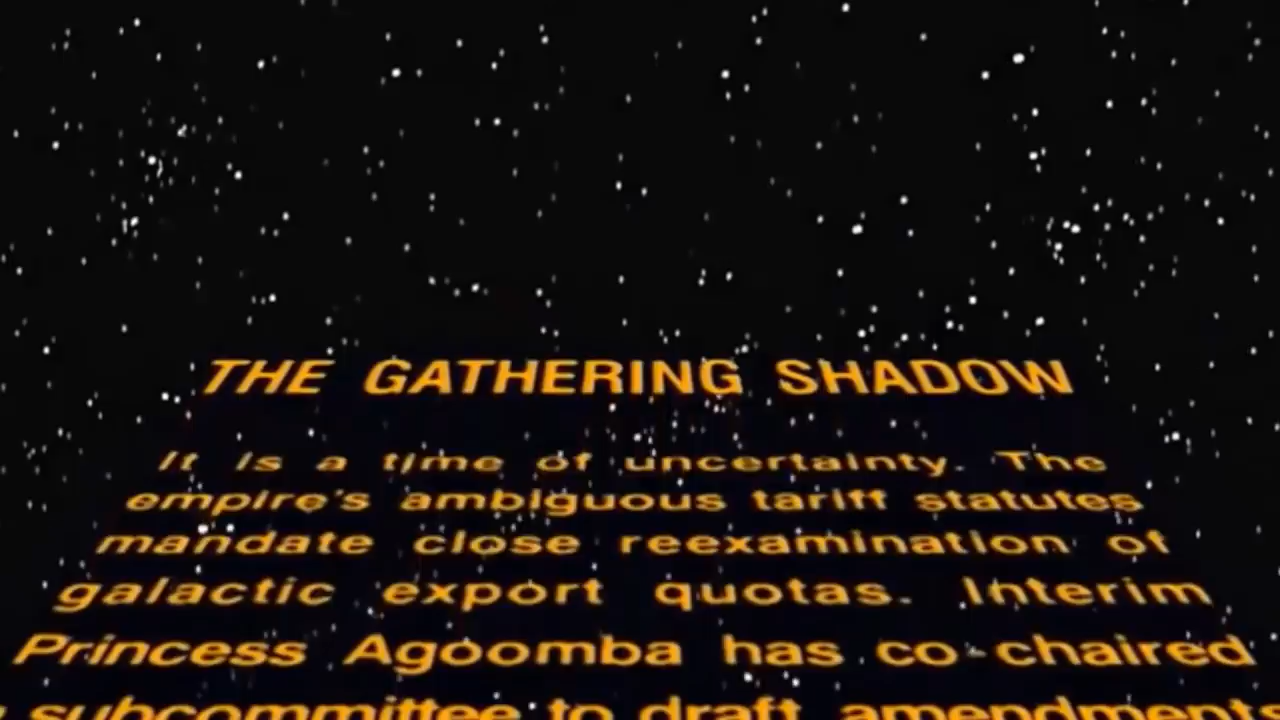 THE GATHERING SHADOW
It is a time of uncertainty. The
empire's ambiguous tariff statutes
mandate close reexamination of
galactic export quotas. Interim
Princess Agoomba has co-chaired
subcommittee to draft amendments